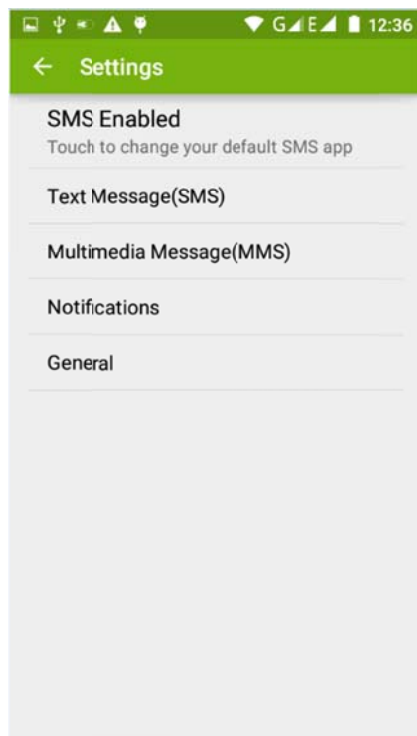 G E 12:36
Settings
SMS Enabled
Touch to change your default SMS app
Text Message(SMS)
Multimedia Message(MMS)
Notifications
General